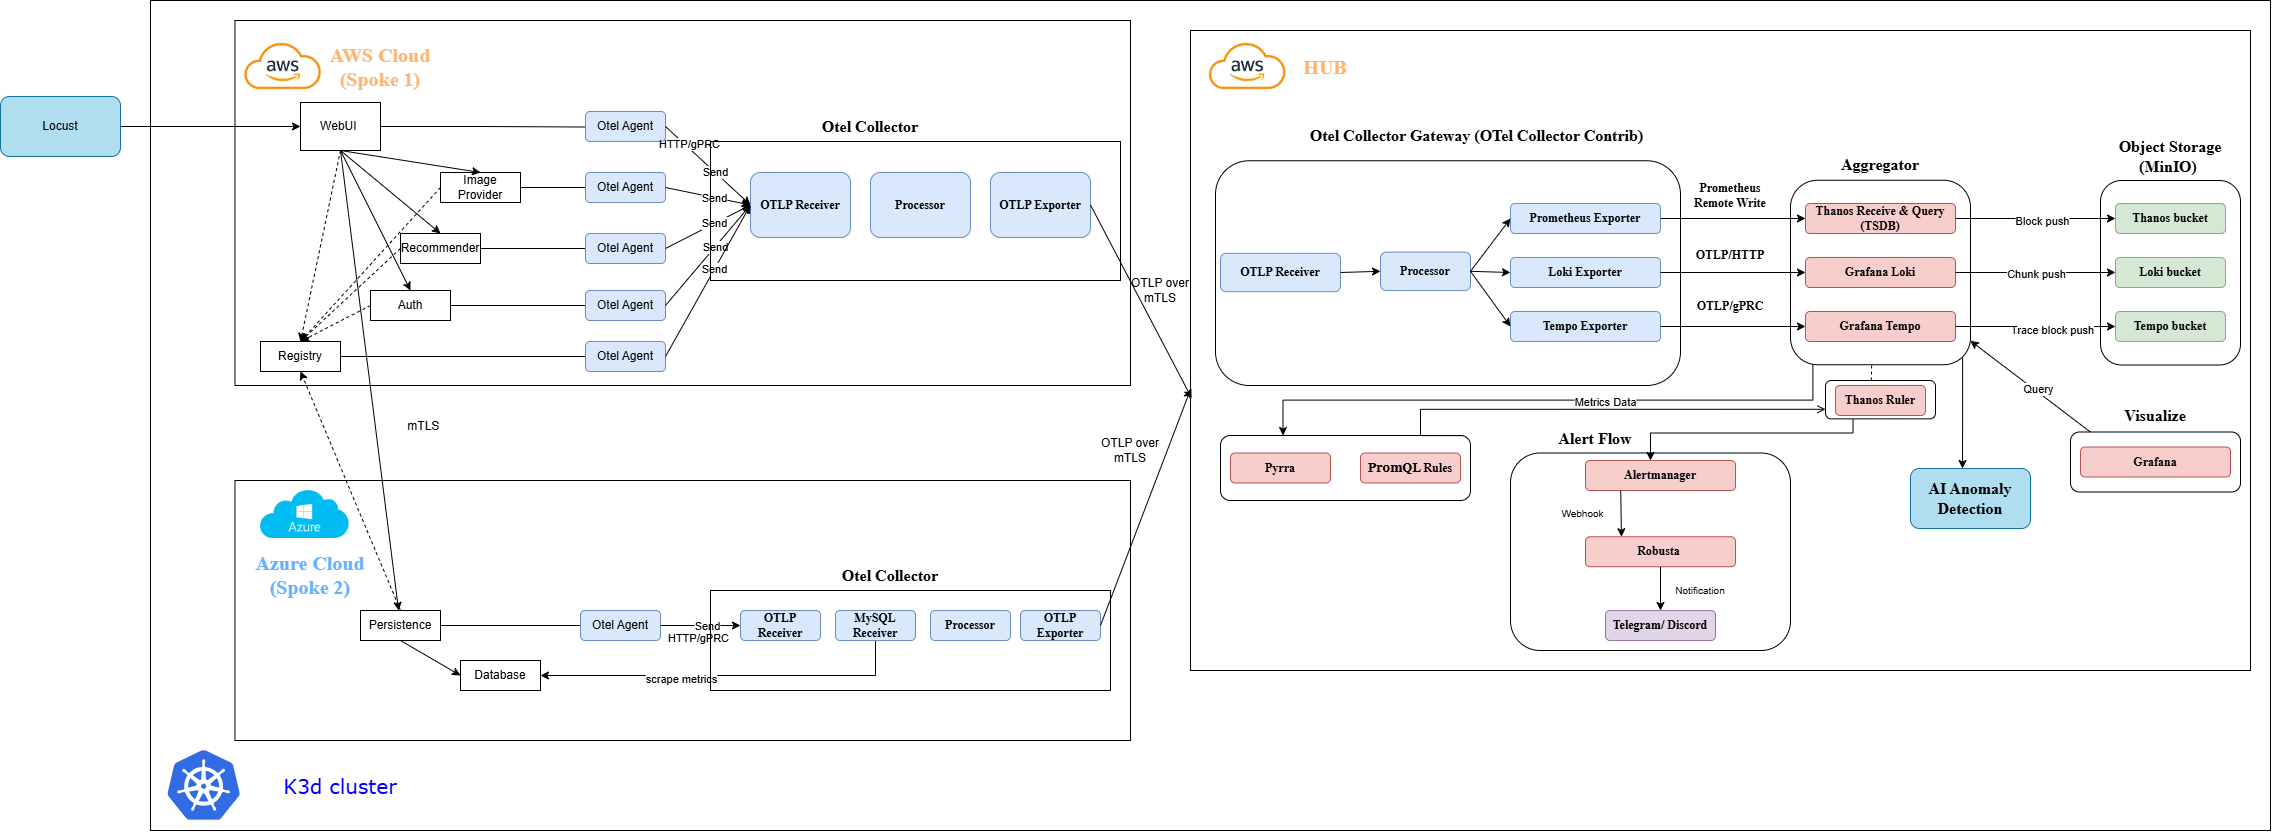 Locust
aws
AWS Cloud
(Spoke 1)
WebUI
Image
Provider
Recommender
Auth
Registry
Otel Agent
Otel Agent
Otel Agent
Otel Agent
Otel Agent
HTTP/gPRC
Send
Send
Send
Send
Send
Otel Collector
OTLP Receiver
Processor
OTLP Exporter
mTLS
OTLP over
mTLS
OTLP over
mTLS
Azure
Azure Cloud
(Spoke 2)
Persistence
Database
Otel Agent
Send
HTTP/gPRC
Otel Collector
OTLP
Receiver
MySQL
Receiver
Processor
OTLP
Exporter
scrape metrics
K3d cluster
aws
HUB
Otel Collector Gateway (OTel Collector Contrib)
OTLP Receiver
Processor
Prometheus Exporter
Loki Exporter
Tempo Exporter
Prometheus
Remote Write
OTLP/HTTP
OTLP/gPRC
Aggregator
Thanos Receive & Query
(TSDB)
Grafana Loki
Grafana Tempo
Block push
Chunk push
Trace block push
Object Storage
(MinIO)
Thanos bucket
Loki bucket
Tempo bucket
Metrics Data
Thanos Ruler
Query
Visualize
Grafana
Pyrra
PromQL Rules
Alert Flow
Alertmanager
Webhook
Robusta
Notification
Telegram/ Discord
AI Anomaly
Detection